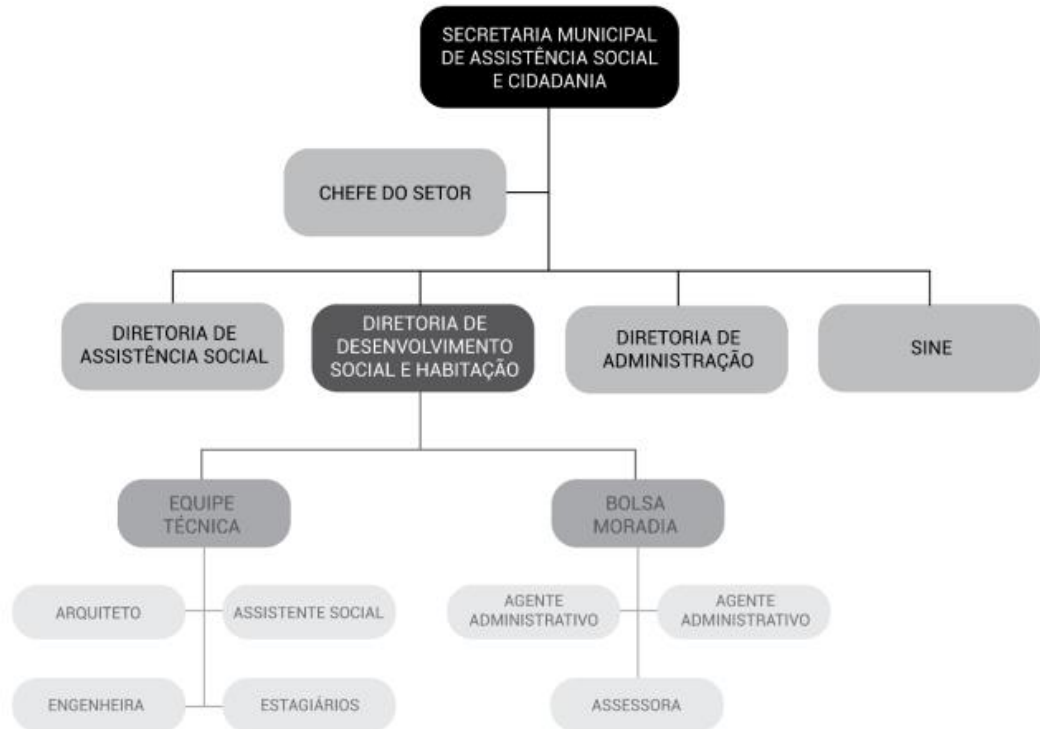 SECRETARIA MUNICIPAL
DE ASSISTÊNCIA SOCIAL
E CIDADANIA
CHEFE DO SETOR
DIRETORIA DE
ASSISTÊNCIA SOCIAL
DIRETORIA DE
DESENVOLVIMENTO
SOCIAL E HABITAÇÃO
DIRETORIA DE
ADMINISTRAÇÃO
SINE
EQUIPE
TÉCNICA
BOLSA
MORADIA
ARQUITETO
ASSISTENTE SOCIAL
AGENTE
ADMINISTRATIVO
AGENTE
ADMINISTRATIVO
ENGENHEIRA
ESTAGIÁRIOS
ASSESSORA